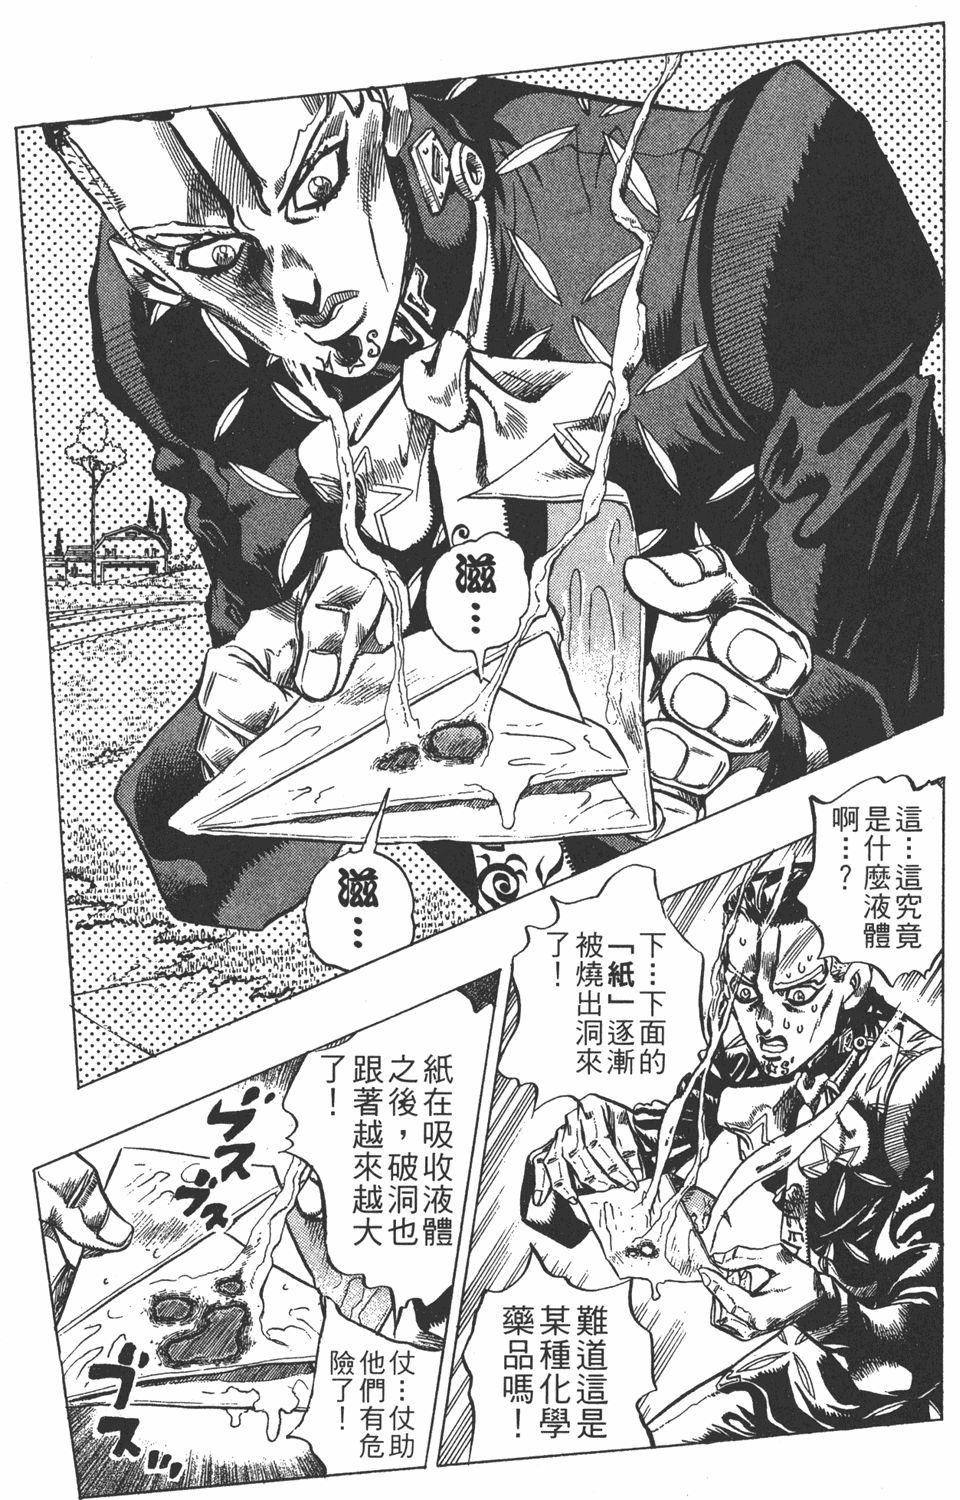 滋…
滋…
這…這究竟
是什麼液體
啊…?
下…下面的
「紙」逐漸
被燒出洞來
了!
難道這是
某種化學
藥品嗎!
紙在吸收液體
之後,破洞也
跟著越來越大
了!
仗…仗助
他們有危
險了!
ブス
ブス
ブス